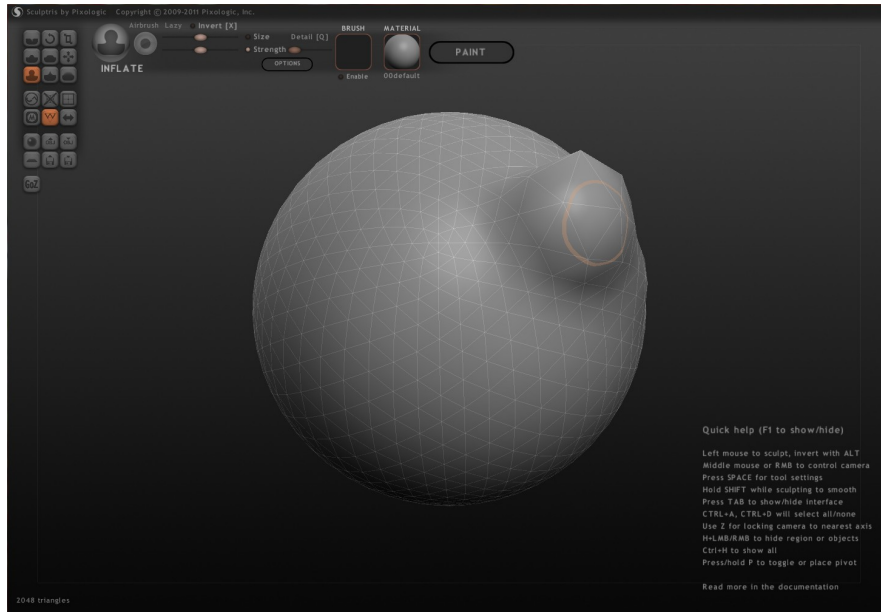 Sculptris by Pixologic Copyright © 2009-2011 Pixologic, Inc.
Airbrush Lazy Invert [X]
BRUSH MATERIAL
Size Detail [Q]
Strength
PAINT
OPTIONS
INFLATE
Enable 00default
GoZ
Quick help (F1 to show/hide)
Left mouse to sculpt, invert with ALT
Middle mouse or RMB to control camera
Press SPACE for tool settings
Hold SHIFT while sculpting to smooth
Press TAB to show/hide interface
CTRL+A, CTRL+D will select all/none
Use Z for locking camera to nearest axis
H+LMB/RMB to hide region or objects
Ctrl+H to show all
Press/hold P to toggle or place pivot
Read more in the documentation
2048 triangles